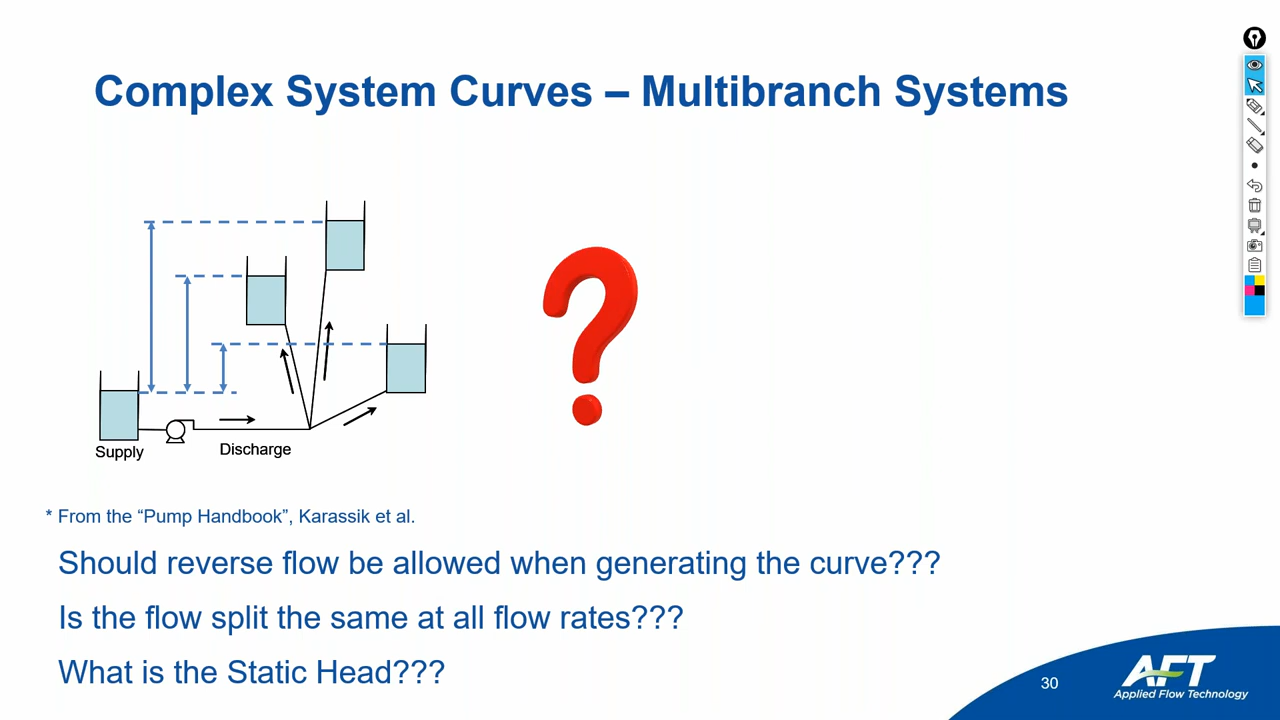 Complex System Curves – Multibranch Systems
Supply
Discharge
* From the “Pump Handbook”, Karassik et al.
Should reverse flow be allowed when generating the curve???
Is the flow split the same at all flow rates???
What is the Static Head???
30
AFT
Applied Flow Technology